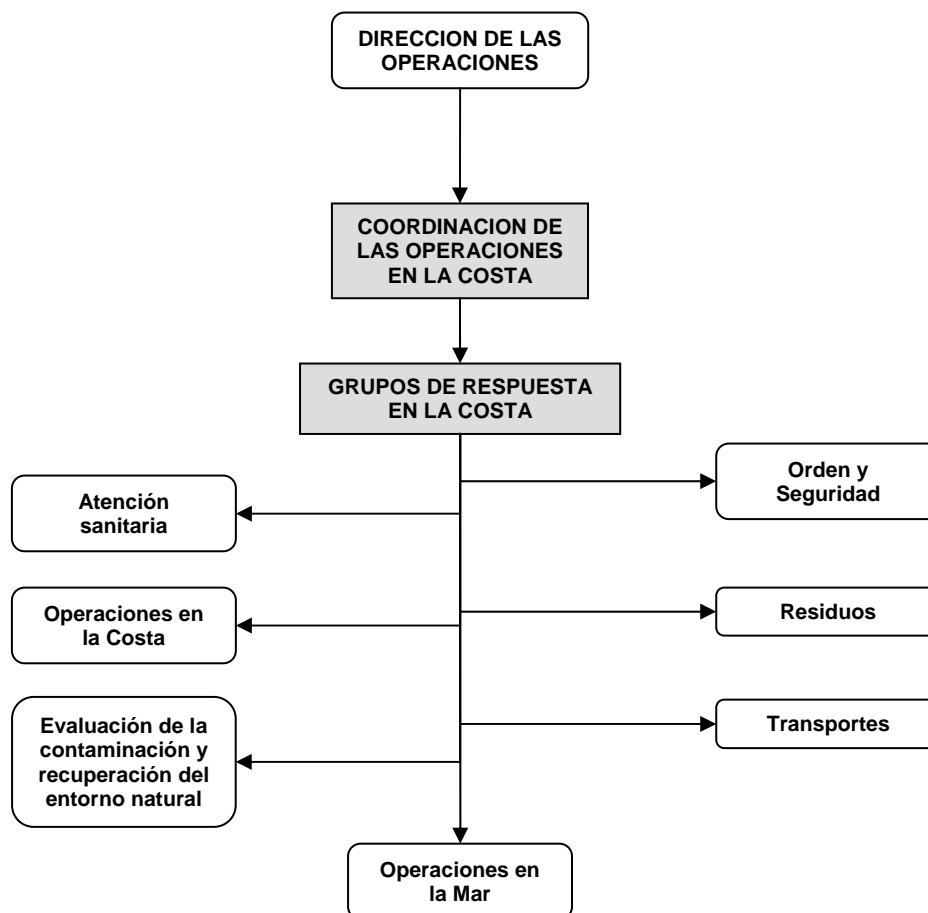 DIRECCION DE LAS
OPERACIONES
COORDINACION DE
LAS OPERACIONES
EN LA COSTA
GRUPOS DE RESPUESTA
EN LA COSTA
Orden y
Seguridad
Atención
sanitaria
Operaciones en
la Costa
Residuos
Evaluación de la
contaminación y
recuperación del
entorno natural
Transportes
Operaciones en
la Mar